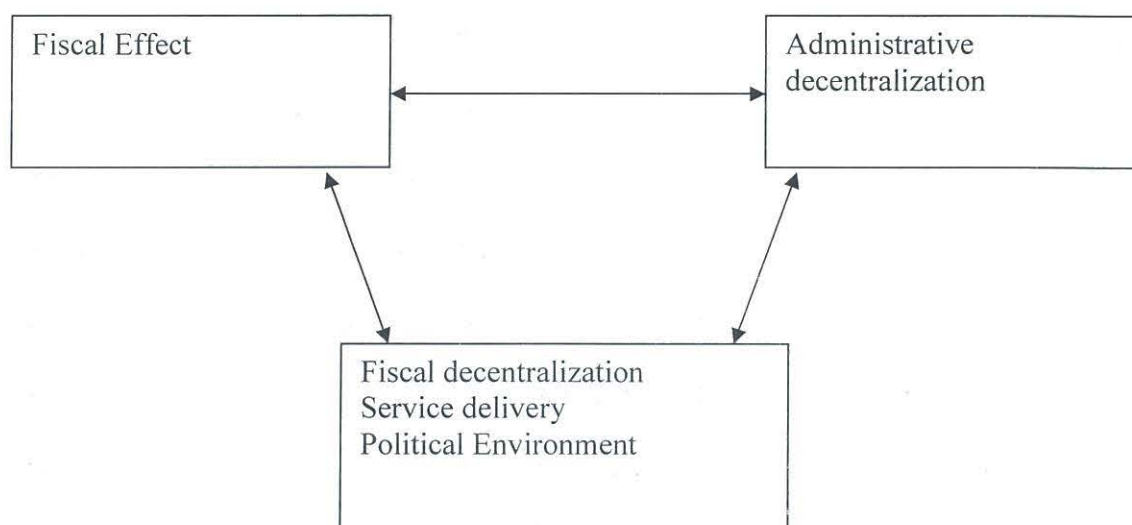 Fiscal Effect
Administrative
decentralization
Fiscal decentralization
Service delivery
Political Environment